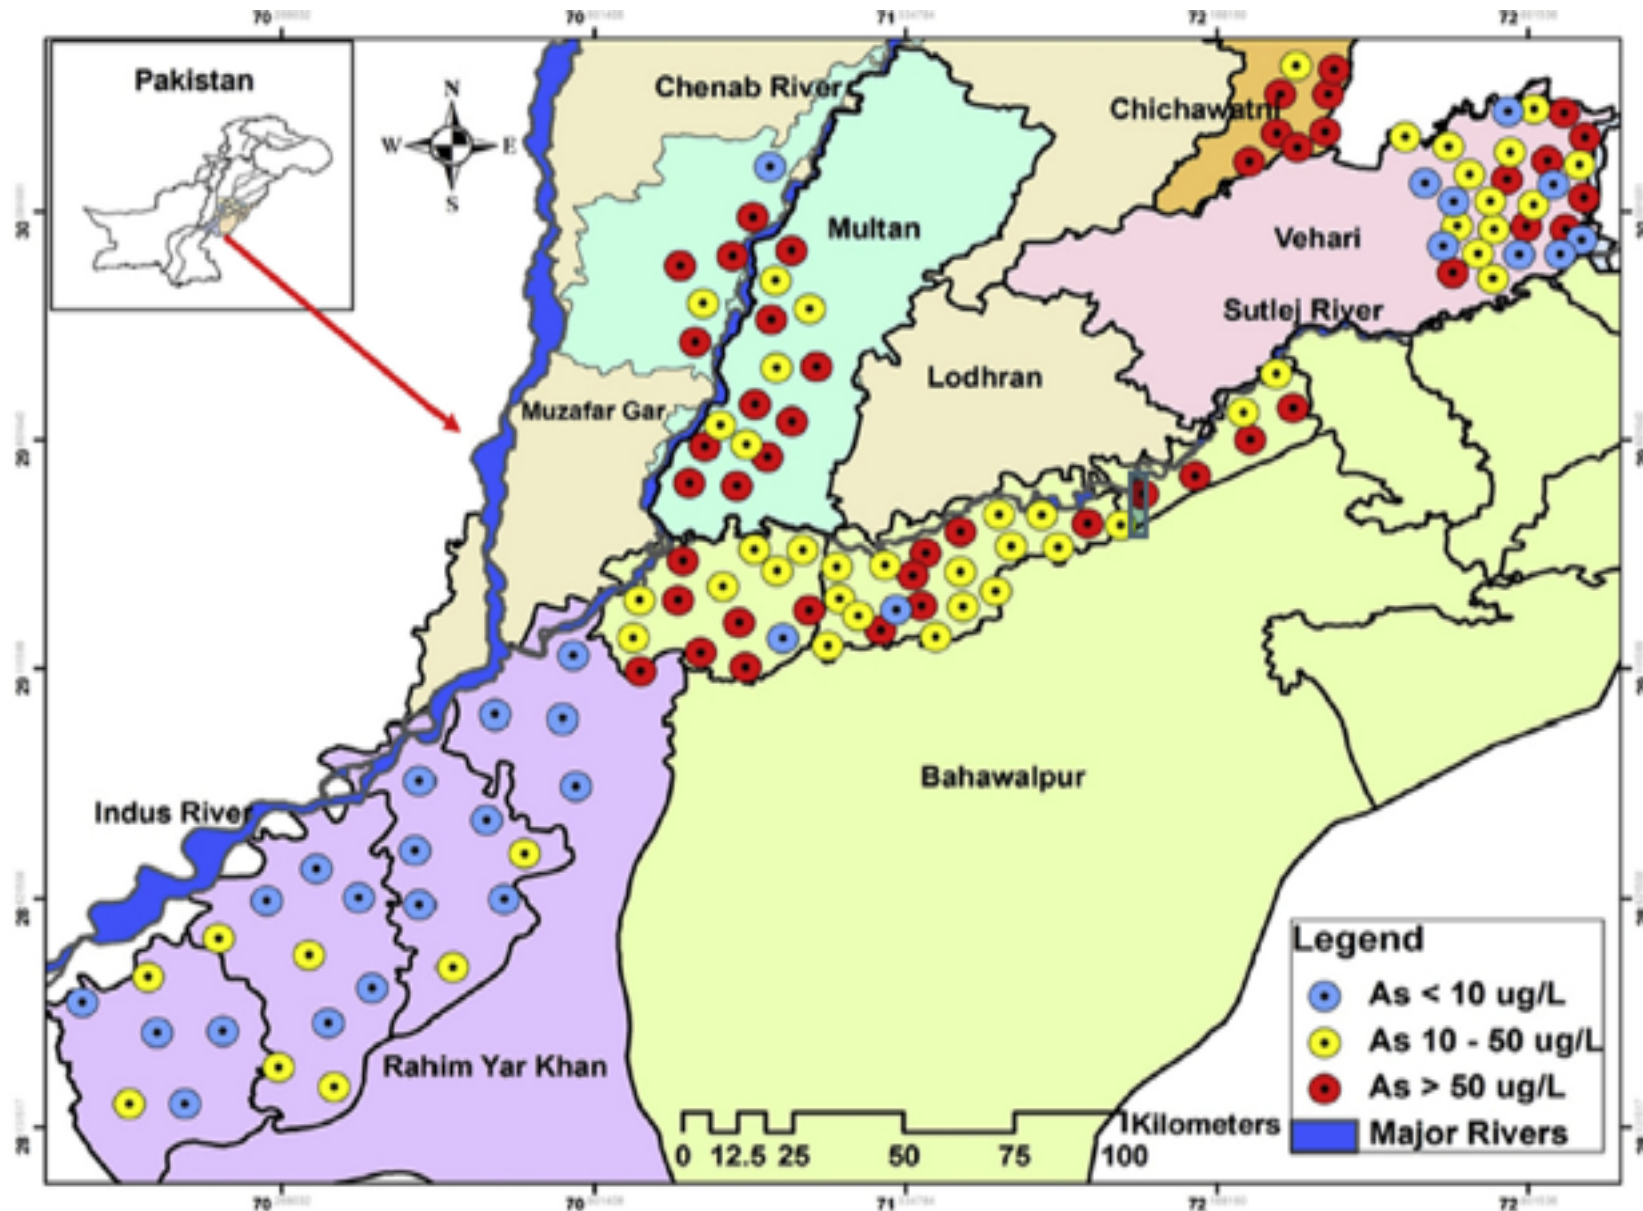 70 70 71 72 72
Pakistan
N
W E
S
Chenab River
Chichawatni
Multan
Vehari
Sutlej River
Lodhran
Muzafar Gar
Bahawalpur
Indus River
Rahim Yar Khan
Legend
As < 10 ug/L
As 10 - 50 ug/L
As > 50 ug/L
Major Rivers
Kilometers
0 12.5 25 50 75 100
70 70 71 72 72